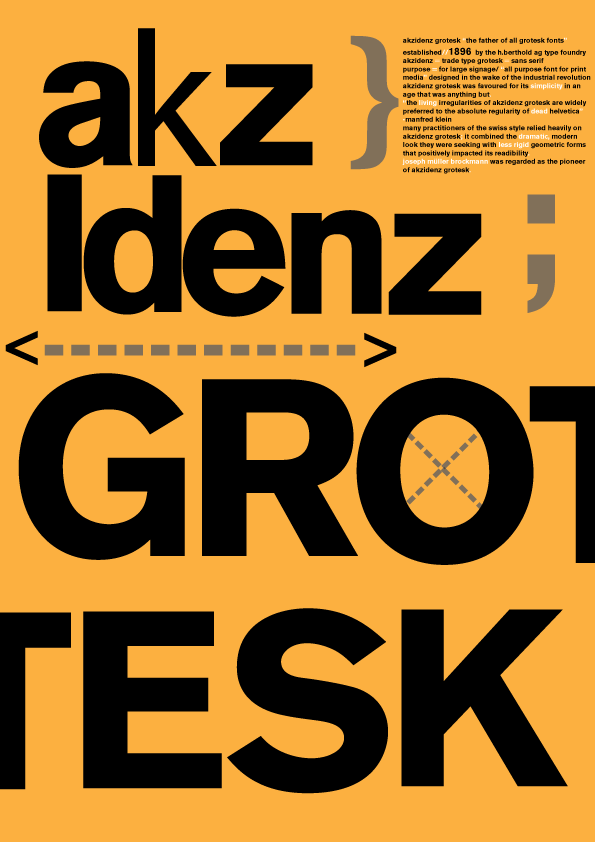 akz }
akzidenz grotesk "the father of all grotesk fonts"
established / 1896 by the h.berthold ag type foundry
akzidenz = trade type grotesk = sans serif
purpose = for large signage/ all purpose font for print
media designed in the wake of the industrial revolution
akzidenz grotesk was favoured for its simplicity in an
age that was anything but
"the living irregularities of akzidenz grotesk are widely
preferred to the absolute regularity of dead helvetica"
manfred klein
many practitioners of the swiss style relied heavily on
akzidenz grotesk it combined the dramatic, modern
look they were seeking with less rigid geometric forms
that positively impacted its readibility
joseph müller brockmann was regarded as the pioneer
of akzidenz grotesk
Idenz ;
< - - - - - - - - - - - - >
GROT
TESK